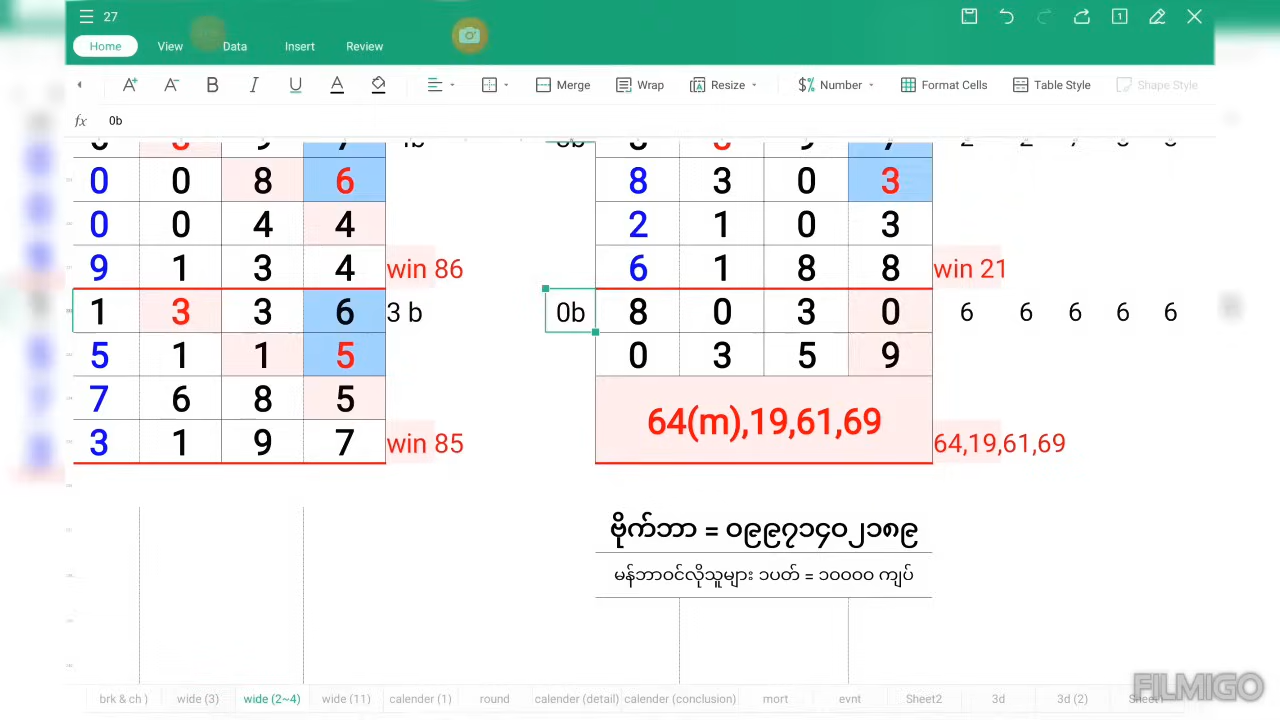 27
1
Home View Data Insert Review
A+ A- B I U A Merge Wrap Resize $% Number Format Cells Table Style Shape Style
fx 0b
0 0 8 6 8 3 0 3
0 0 4 4 2 1 0 3
9 1 3 4 win 86 6 1 8 8 win 21
1 3 3 6 3 b 0b 8 0 3 0 6 6 6 6 6
5 1 1 5 0 3 5 9
7 6 8 5
64(m),19,61,69
3 1 9 7 win 85 64,19,61,69
ဗိုက်ဘာ = ၀၉၉၇၁၄၀၂၁၈၉
မန်ဘာဝင်လိုသူများ ၁ပတ် = ၁၀၀၀၀ ကျပ်
brk & ch ) wide (3) wide (2~4) wide (11) calender (1) round calender (detail) calender (conclusion) mort evnt Sheet2 3d 3d (2)
FILMIGO